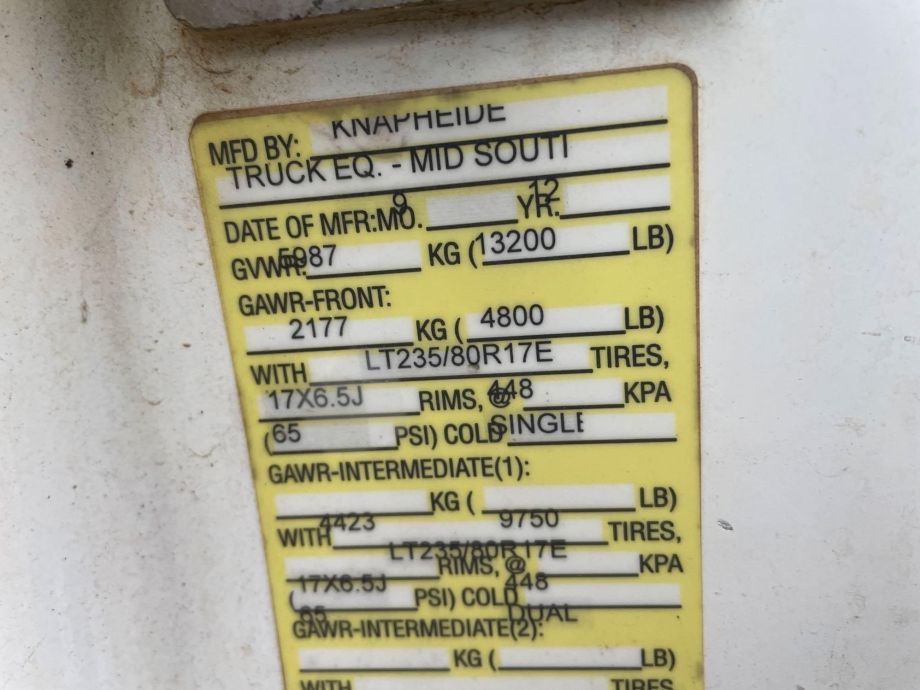 MFD BY: KNAPHEIDE
TRUCK EQ. - MID SOUT
DATE OF MFR:MO. 9 YR. 12
GVWR: 5987 KG (13200 LB)
GAWR-FRONT:
2177 KG ( 4800 LB)
WITH LT235/80R17E TIRES,
17X6.5J RIMS, @ 448 KPA
(65 PSI) COLD SINGLE
GAWR-INTERMEDIATE(1):
KG ( LB)
4423 9750
WITH TIRES,
LT235/80R17E
RIMS, @ KPA
17X6.5J 448
( PSI) COLD
65 DUAL
GAWR-INTERMEDIATE(2):
KG ( LB)
WITH TIRES